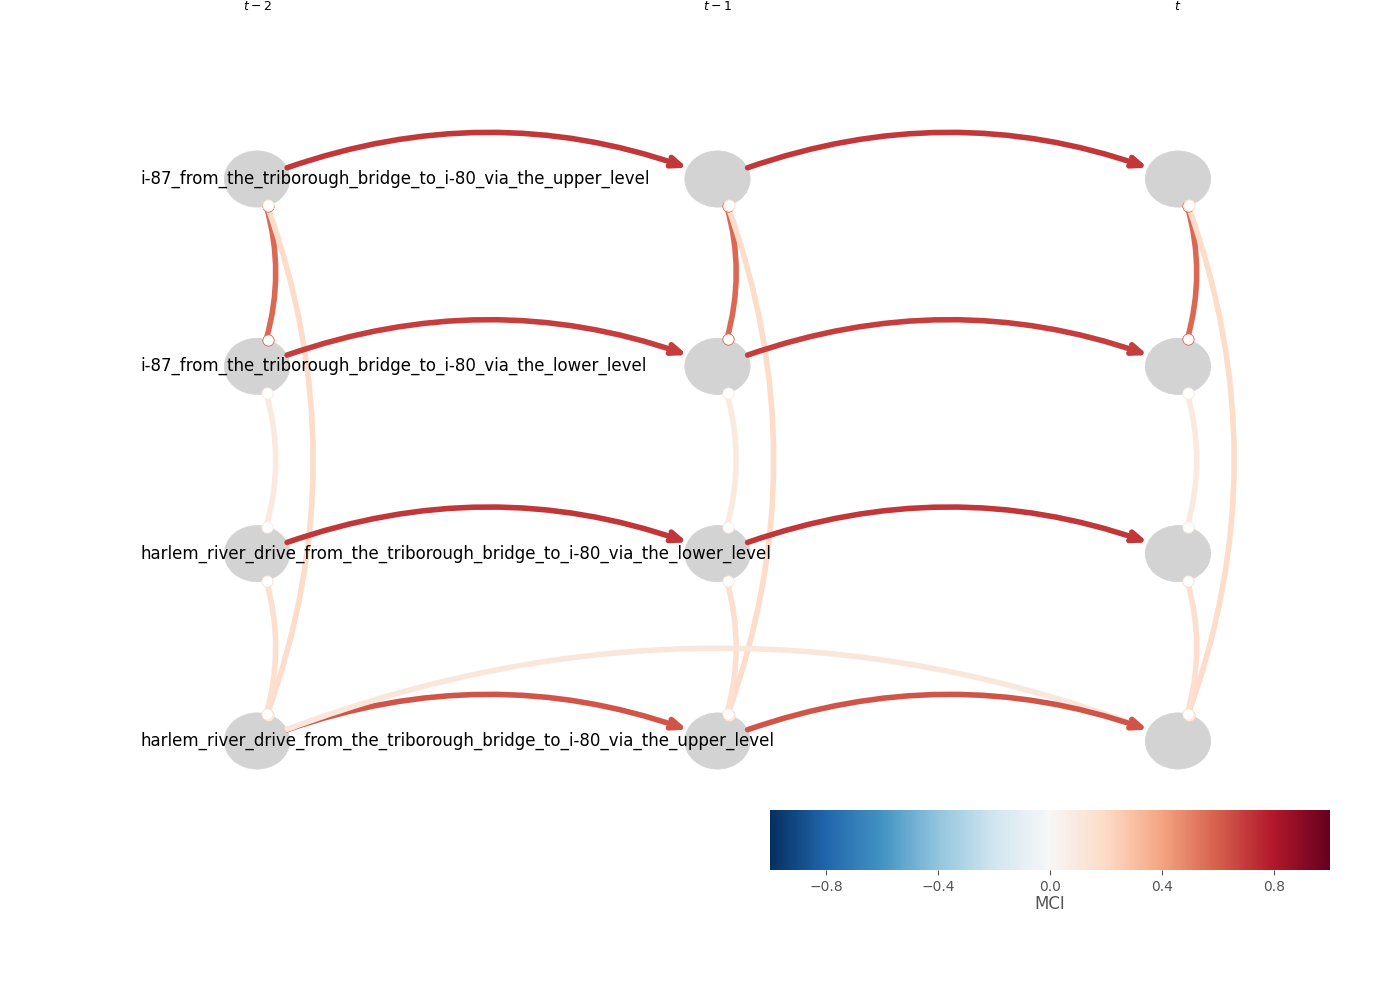 t − 2
t − 1
t
i-87_from_the_triborough_bridge_to_i-80_via_the_upper_level
i-87_from_the_triborough_bridge_to_i-80_via_the_lower_level
harlem_river_drive_from_the_triborough_bridge_to_i-80_via_the_lower_level
harlem_river_drive_from_the_triborough_bridge_to_i-80_via_the_upper_level
−0.8
−0.4
0.0
0.4
0.8
MCI